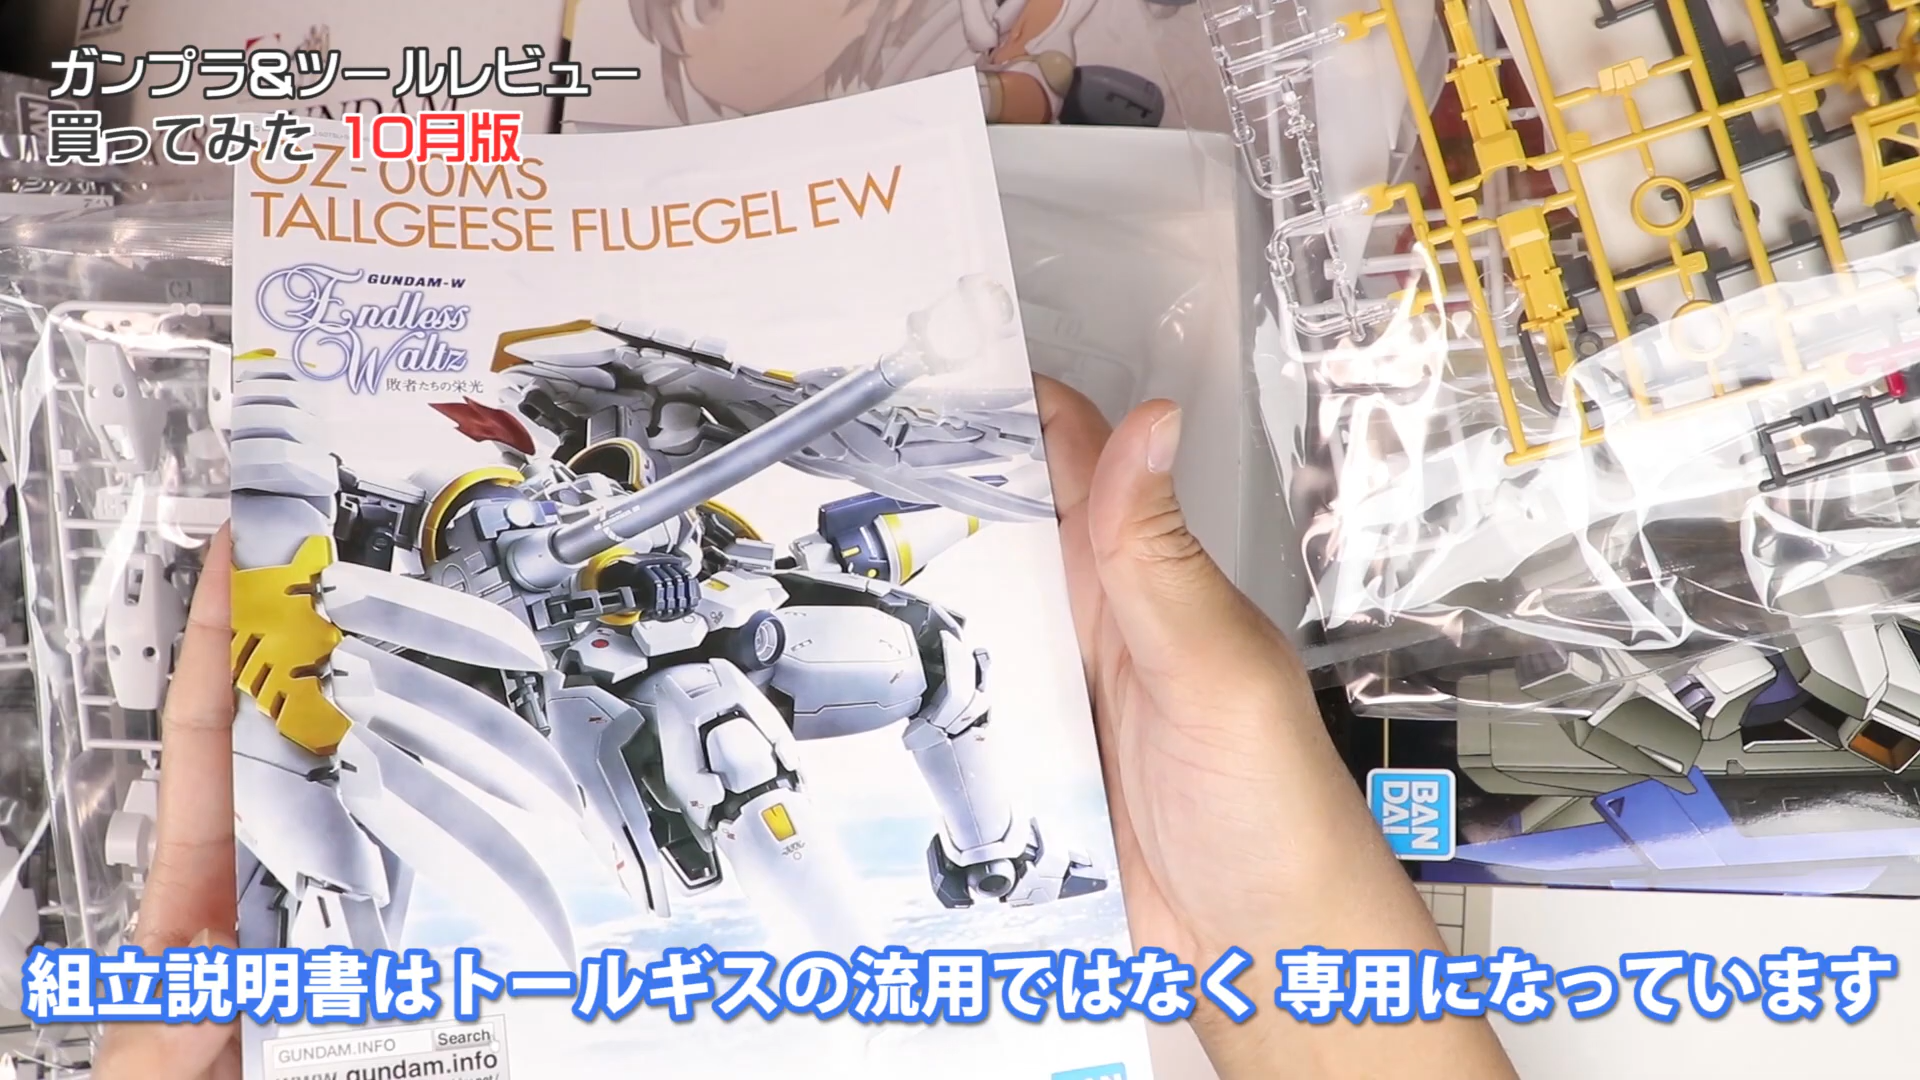 HG
ガンプラ&ツールレビュー
買ってみた 10月版
OZ-00MS
TALLGEESE FLUEGEL EW
GUNDAM-W
Endless
Waltz
敗者たちの栄光
BAN
DAI
組立説明書はトールギスの流用ではなく 専用になっています
GUNDAM.INFO
Search
www.gundam.info